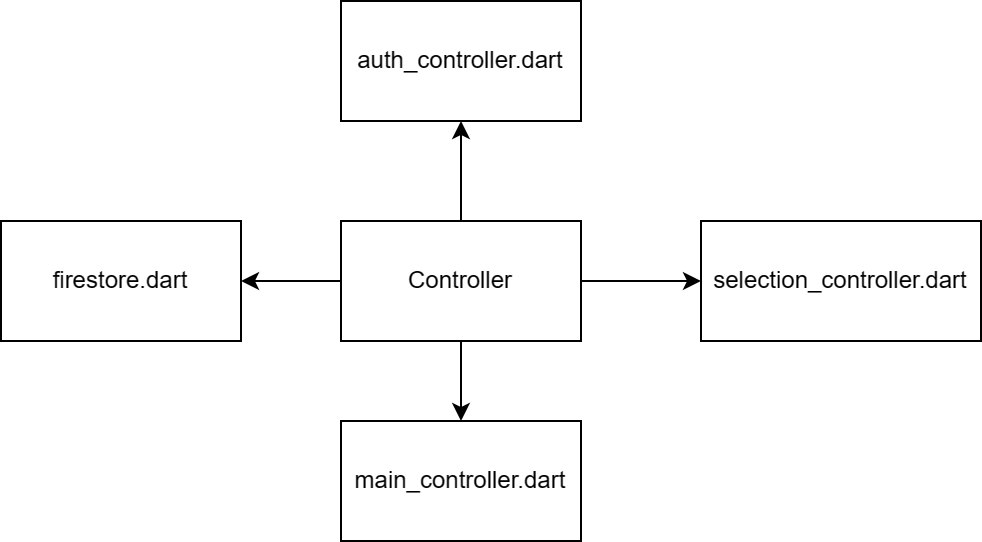 auth_controller.dart
firestore.dart
Controller
selection_controller.dart
main_controller.dart